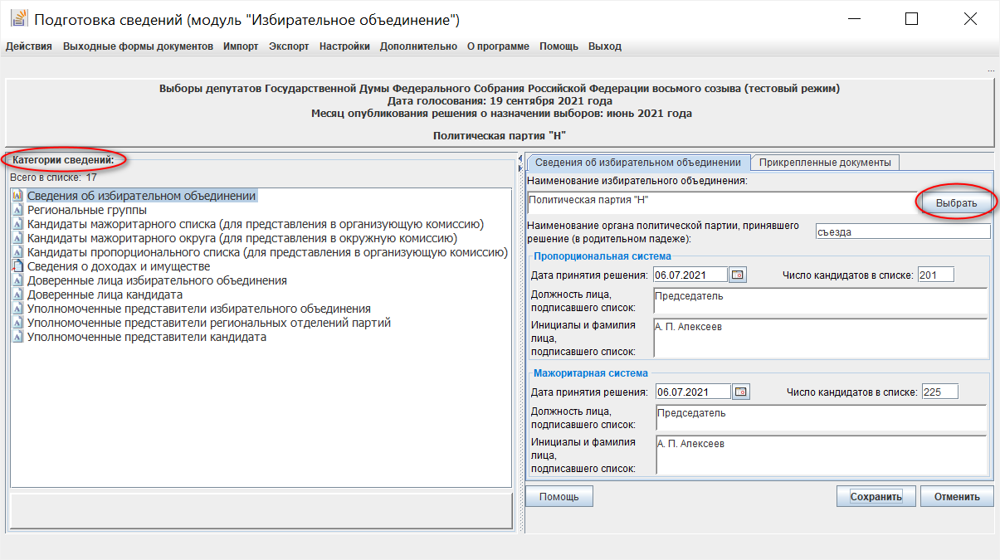 Подготовка сведений (модуль "Избирательное объединение")
Действия Выходные формы документов Импорт Экспорт Настройки Дополнительно О программе Помощь Выход
...
Выборы депутатов Государственной Думы Федерального Собрания Российской Федерации восьмого созыва (тестовый режим)
Дата голосования: 19 сентября 2021 года
Месяц опубликования решения о назначении выборов: июнь 2021 года
Политическая партия "Н"
Категории сведений:
Всего в списке: 17
Сведения об избирательном объединении
Региональные группы
Кандидаты мажоритарного списка (для представления в организующую комиссию)
Кандидаты мажоритарного округа (для представления в окружную комиссию)
Кандидаты пропорционального списка (для представления в организующую комиссию)
Сведения о доходах и имуществе
Доверенные лица избирательного объединения
Доверенные лица кандидата
Уполномоченные представители избирательного объединения
Уполномоченные представители региональных отделений партий
Уполномоченные представители кандидата
Сведения об избирательном объединении Прикрепленные документы
Наименование избирательного объединения:
Политическая партия "Н" Выбрать
Наименование органа политической партии, принявшего
решение (в родительном падеже): съезда
Пропорциональная система
Дата принятия решения: 06.07.2021 Число кандидатов в списке: 201
Должность лица, Председатель
подписавшего список:
Инициалы и фамилия А. П. Алексеев
лица,
подписавшего список:
Мажоритарная система
Дата принятия решения: 06.07.2021 Число кандидатов в списке: 225
Должность лица, Председатель
подписавшего список:
Инициалы и фамилия А. П. Алексеев
лица,
подписавшего список:
Помощь Сохранить Отменить